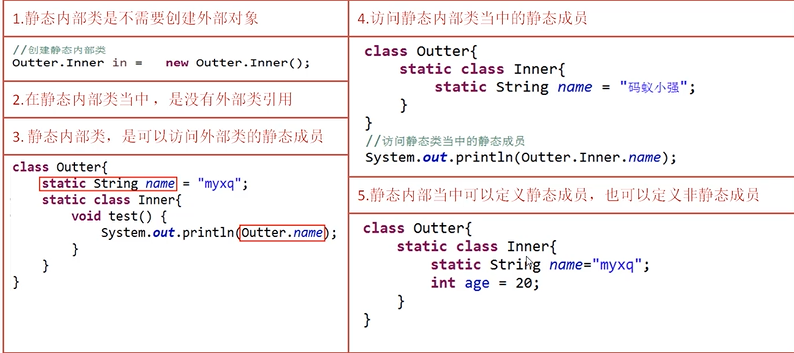 1.静态内部类是不需要创建外部对象
//创建静态内部类
Outter.Inner in =   new Outter.Inner();
2.在静态内部类当中，是没有外部类引用
3. 静态内部类，是可以访问外部类的静态成员
class Outter{
    static String name = "myxq";
    static class Inner{
        void test() {
            System.out.println(Outter.name);
        }
    }
}
4.访问静态内部类当中的静态成员
class Outter{
    static class Inner{
        static String name = "码蚁小强";
    }
}
//访问静态类当中的静态成员
System.out.println(Outter.Inner.name);
5.静态内部当中可以定义静态成员，也可以定义非静态成员
class Outter{
    static class Inner{
        static String name="myxq";
        int age = 20;
    }
}